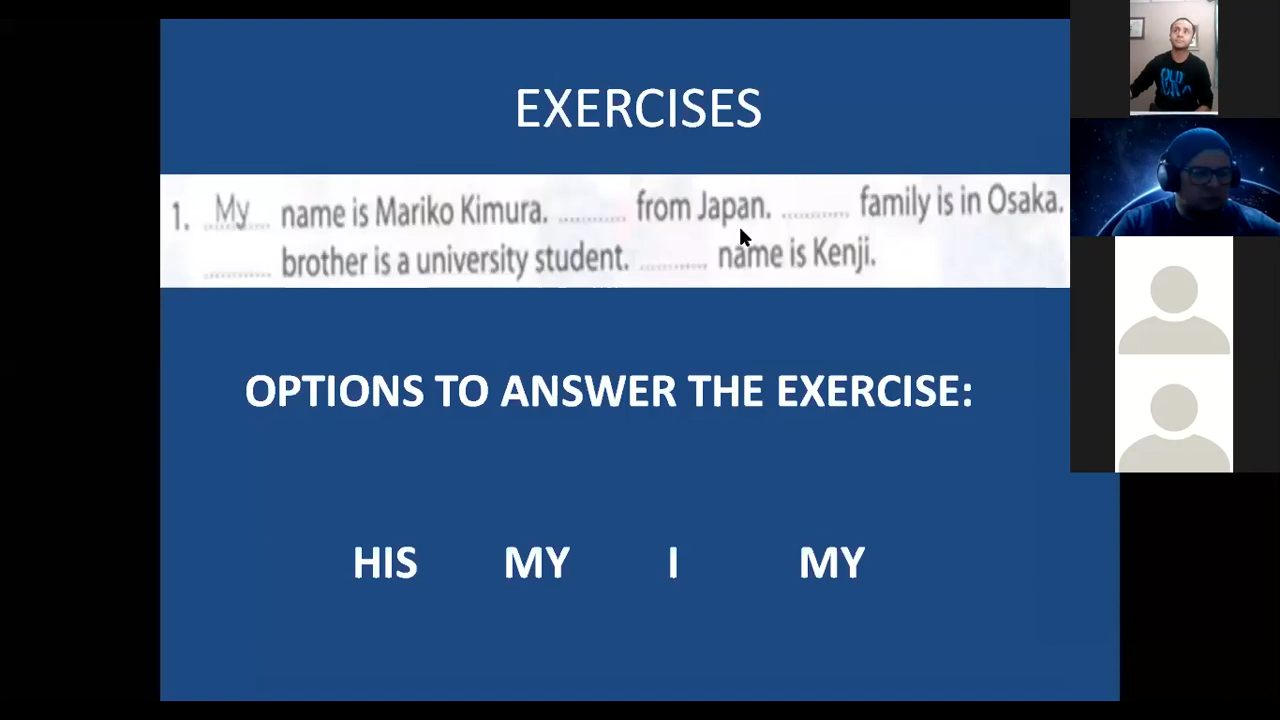 EXERCISES
1. My name is Mariko Kimura. .......... from Japan. .......... family is in Osaka.
.......... brother is a university student. .......... name is Kenji.
OPTIONS TO ANSWER THE EXERCISE:
HIS MY I MY